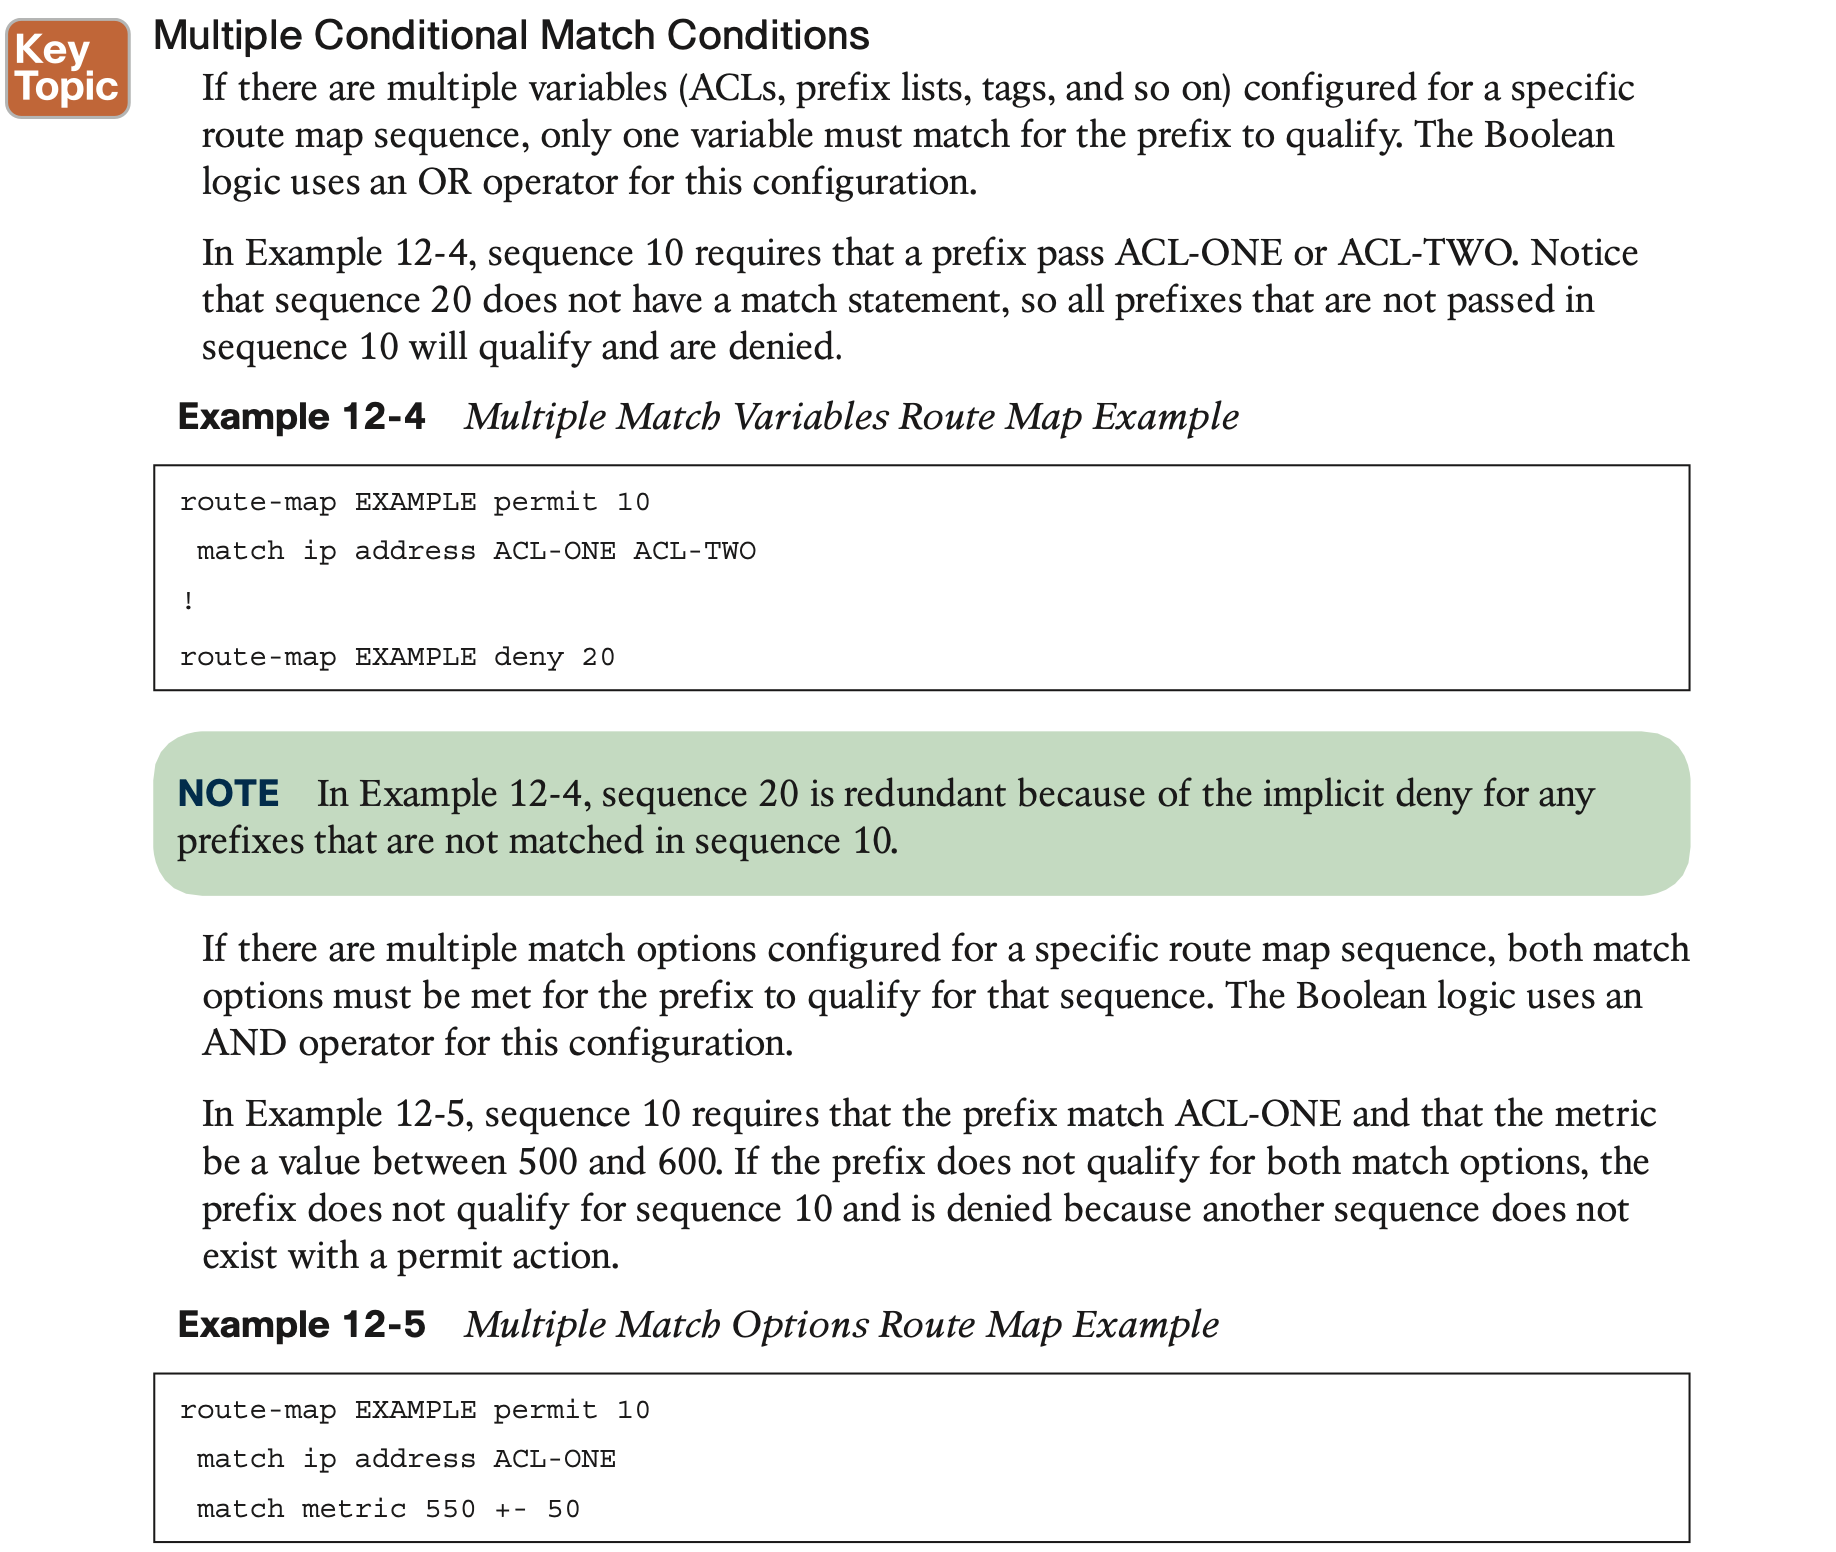 Key
Topic
Multiple Conditional Match Conditions
If there are multiple variables (ACLs, prefix lists, tags, and so on) configured for a specific
route map sequence, only one variable must match for the prefix to qualify. The Boolean
logic uses an OR operator for this configuration.
In Example 12-4, sequence 10 requires that a prefix pass ACL-ONE or ACL-TWO. Notice
that sequence 20 does not have a match statement, so all prefixes that are not passed in
sequence 10 will qualify and are denied.
Example 12-4 Multiple Match Variables Route Map Example
route-map EXAMPLE permit 10
match ip address ACL-ONE ACL-TWO
!
route-map EXAMPLE deny 20
NOTE In Example 12-4, sequence 20 is redundant because of the implicit deny for any
prefixes that are not matched in sequence 10.
If there are multiple match options configured for a specific route map sequence, both match
options must be met for the prefix to qualify for that sequence. The Boolean logic uses an
AND operator for this configuration.
In Example 12-5, sequence 10 requires that the prefix match ACL-ONE and that the metric
be a value between 500 and 600. If the prefix does not qualify for both match options, the
prefix does not qualify for sequence 10 and is denied because another sequence does not
exist with a permit action.
Example 12-5 Multiple Match Options Route Map Example
route-map EXAMPLE permit 10
match ip address ACL-ONE
match metric 550 +- 50